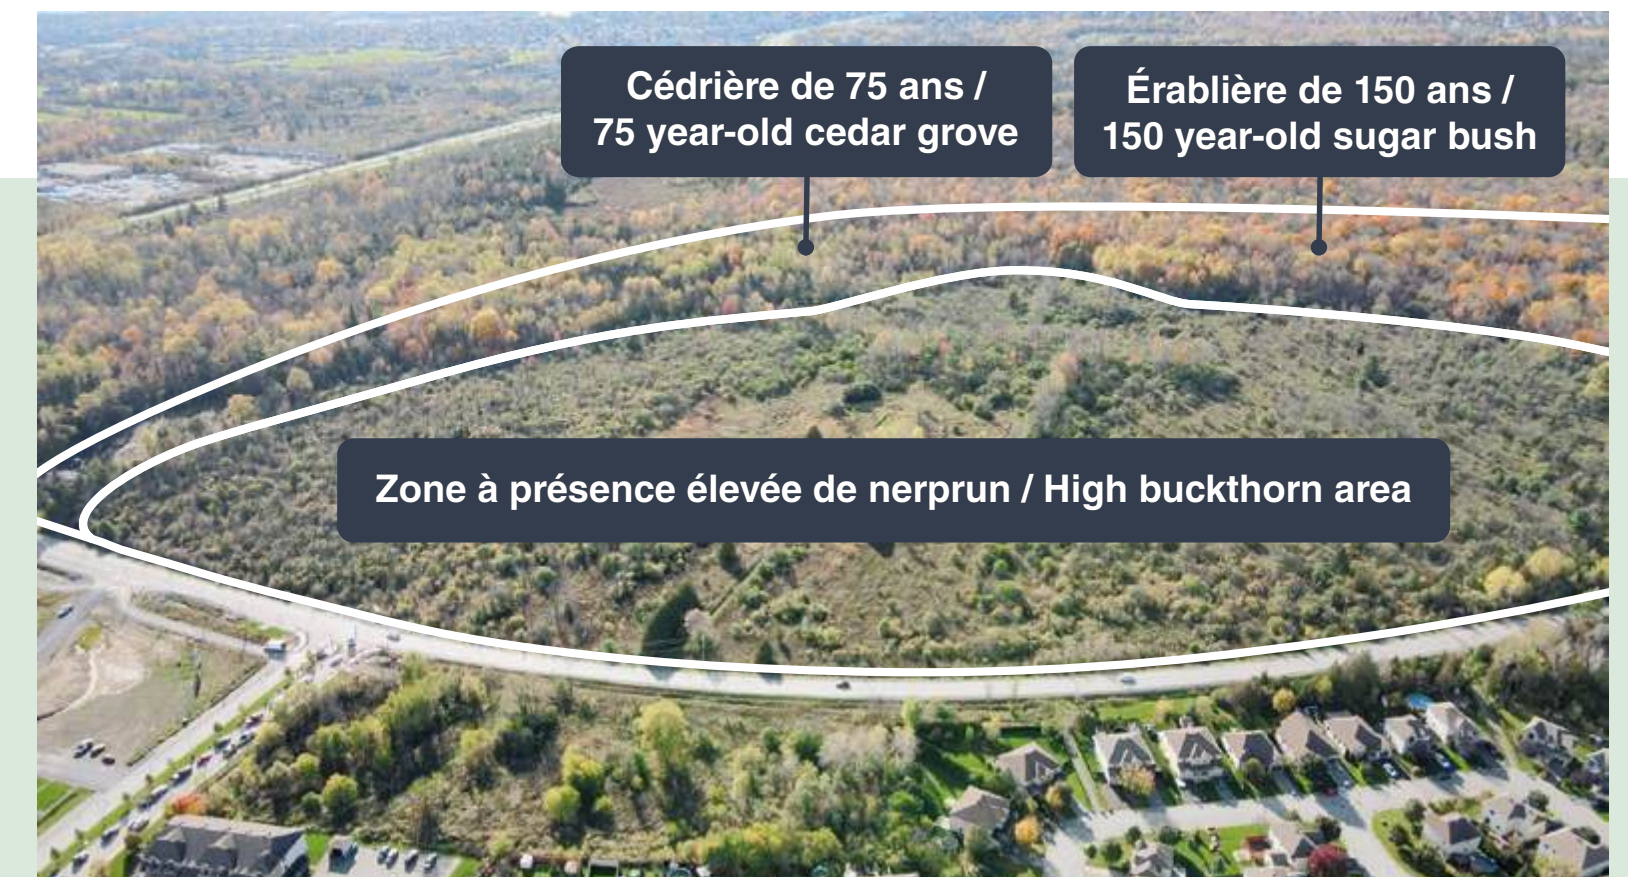 Cédrière de 75 ans /
75 year-old cedar grove
Érablière de 150 ans /
150 year-old sugar bush
Zone à présence élevée de nerprun / High buckthorn area